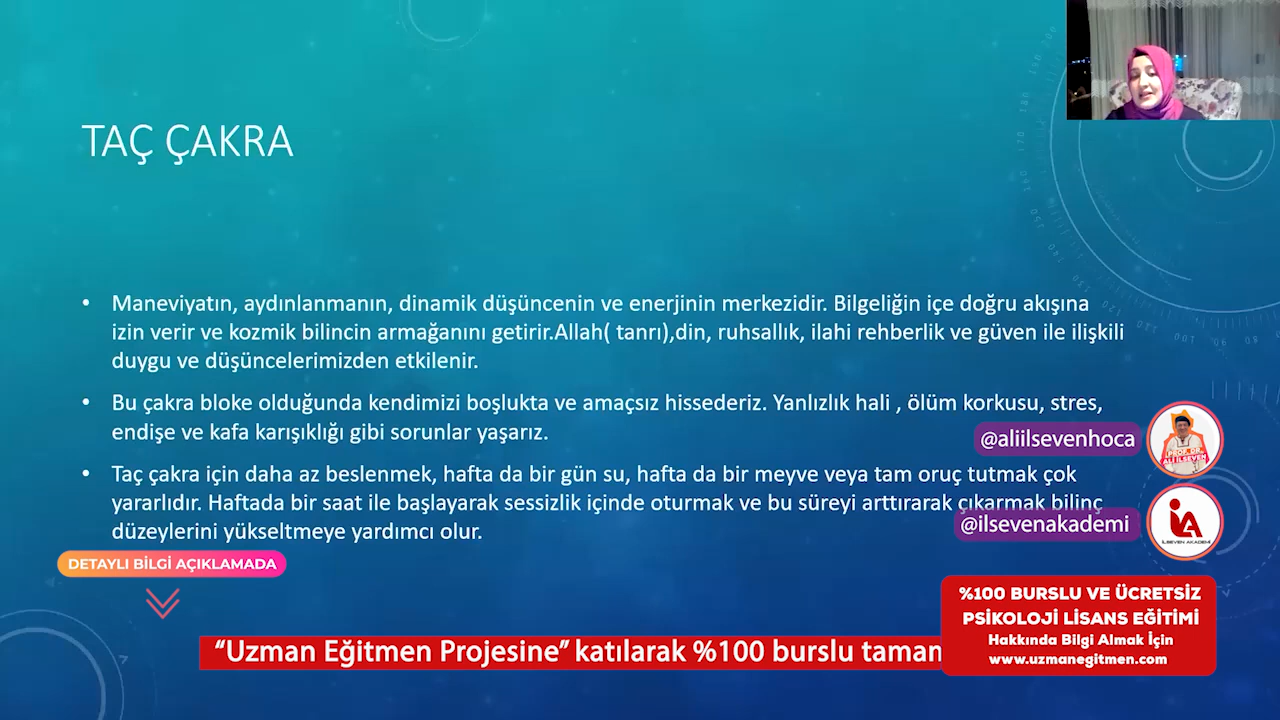 TAÇ ÇAKRA
• Maneviyatın, aydınlanmanın, dinamik düşüncenin ve enerjinin merkezidir. Bilgeliğin içe doğru akışına
izin verir ve kozmik bilincin armağanını getirir.Allah( tanrı),din, ruhsallık, ilahi rehberlik ve güven ile ilişkili
duygu ve düşüncelerimizden etkilenir.
• Bu çakra bloke olduğunda kendimizi boşlukta ve amaçsız hissederiz. Yanlızlık hali , ölüm korkusu, stres,
endişe ve kafa karışıklığı gibi sorunlar yaşarız.
• Taç çakra için daha az beslenmek, hafta da bir gün su, hafta da bir meyve veya tam oruç tutmak çok
yararlıdır. Haftada bir saat ile başlayarak sessizlik içinde oturmak ve bu süreyi arttırarak çıkarmak bilinç
düzeylerini yükseltmeye yardımcı olur.
@aliilsevenhoca
PROF. DR.
ALİ İLSEVEN
@ilsevenakademi
İLSEVEN AKADEMİ
DETAYLI BİLGİ AÇIKLAMADA
%100 BURSLU VE ÜCRETSİZ
PSİKOLOJİ LİSANS EĞİTİMİ
Hakkında Bilgi Almak İçin
www.uzmanegitmen.com
“Uzman Eğitmen Projesine” katılarak %100 burslu taman